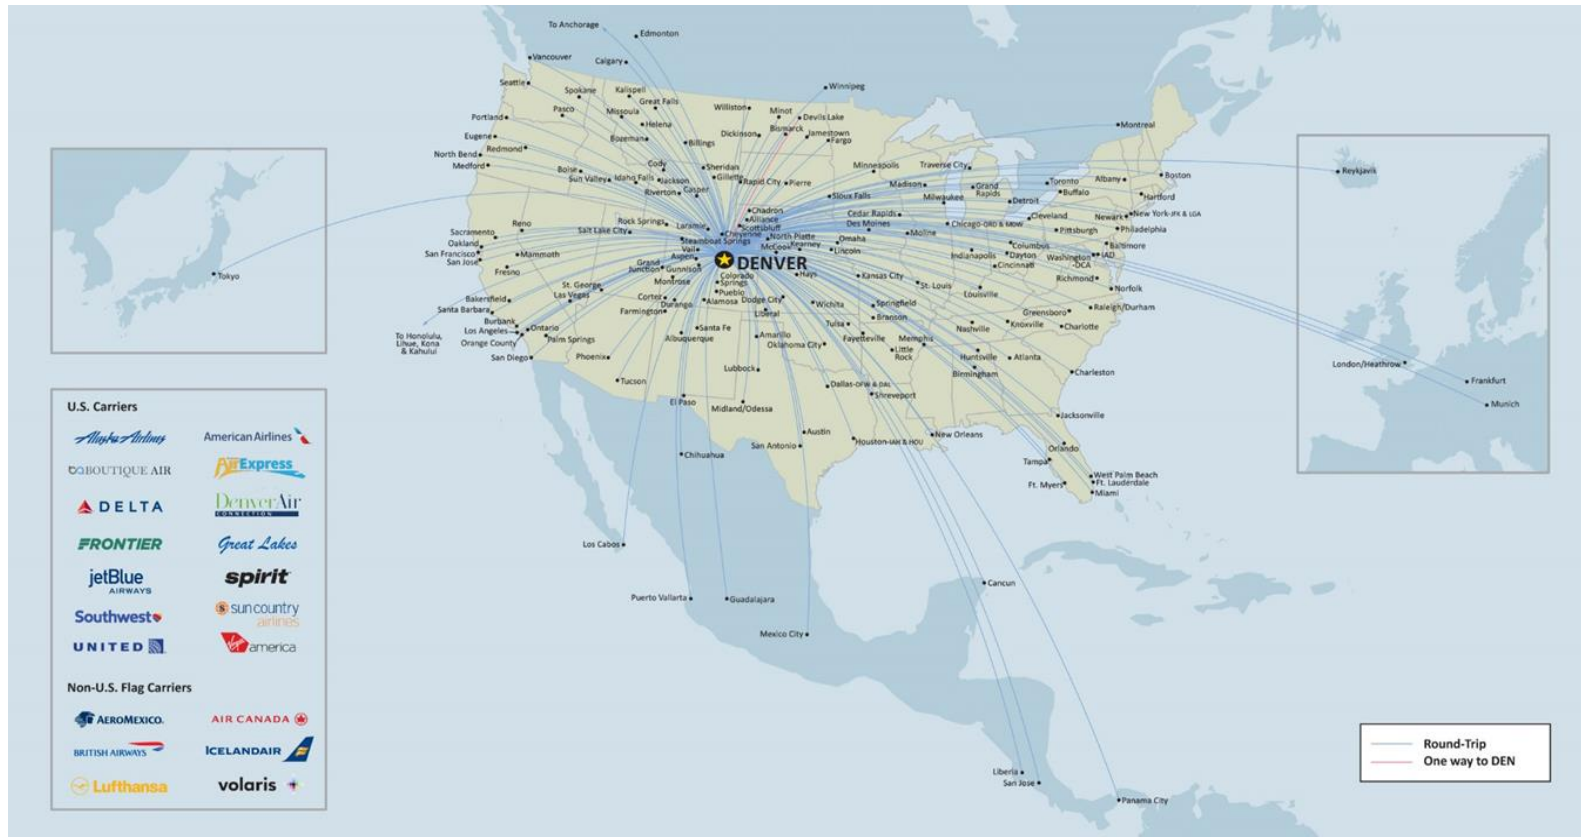 To Anchorage
Edmonton
Vancouver
Calgary
Winnipeg
Seattle
Spokane
Kalispell
Great Falls
Williston
Minot
Devils Lake
Pasco
Missoula
Helena
Portland
Dickinson
Bismarck
Jamestown
Fargo
Montreal
Eugene
Bozeman
Billings
North Bend
Redmond
Medford
Boise
Sun Valley
Idaho Falls
Cody
Jackson
Sheridan
Gillette
Riverton
Casper
Rapid City
Pierre
Minneapolis
Traverse City
Sioux Falls
Madison
Milwaukee
Grand
Rapids
Toronto
Buffalo
Detroit
Albany
Boston
Hartford
Reykjavik
Chadron
Alliance
Scottsbluff
Cheyenne
Rock Springs
Laramie
Salt Lake City
Steamboat Springs
North Platte
McCook
Kearney
Omaha
Lincoln
Cedar Rapids
Des Moines
Moline
Chicago-ORD & MDW
Cleveland
Newark
New York-JFK & LGA
Pittsburgh
Philadelphia
Reno
Sacramento
Oakland
San Francisco
San Jose
Mammoth
Fresno
Vail
Aspen
Grand
Junction
Gunnison
Montrose
DENVER
Colorado
Springs
Pueblo
Alamosa
Hays
Kansas City
St. Louis
Indianapolis
Columbus
Dayton
Cincinnati
Louisville
Baltimore
Washington
-DCA
IAD
Richmond
Norfolk
Tokyo
Bakersfield
Santa Barbara
Burbank
Los Angeles
Orange County
Ontario
Palm Springs
San Diego
St. George
Las Vegas
Cortez
Durango
Farmington
Dodge City
Liberal
Wichita
Springfield
Branson
Tulsa
Fayetteville
Nashville
Knoxville
Greensboro
Raleigh/Durham
Charlotte
To Honolulu,
Lihue, Kona
& Kahului
Phoenix
Tucson
Albuquerque
Santa Fe
Amarillo
Oklahoma City
Little
Rock
Memphis
Huntsville
Birmingham
Atlanta
Charleston
Lubbock
El Paso
Midland/Odessa
Dallas-DFW & DAL
Shreveport
Jacksonville
Austin
San Antonio
Houston-IAH & HOU
New Orleans
Orlando
Tampa
Ft. Myers
West Palm Beach
Ft. Lauderdale
Miami
London/Heathrow
Frankfurt
Munich
Chihuahua
Los Cabos
Puerto Vallarta
Guadalajara
Mexico City
Cancun
Liberia
San Jose
Panama City
U.S. Carriers
Alaska Airlines
American Airlines
ba BOUTIQUE AIR
AirExpress
DELTA
Denver Air
CONNECTION
FRONTIER
Great Lakes
jetBlue
AIRWAYS
spirit
Southwest
sun country
airlines
UNITED
Virgin america
Non-U.S. Flag Carriers
AEROMEXICO.
AIR CANADA
BRITISH AIRWAYS
ICELANDAIR
Lufthansa
volaris
Round-Trip
One way to DEN